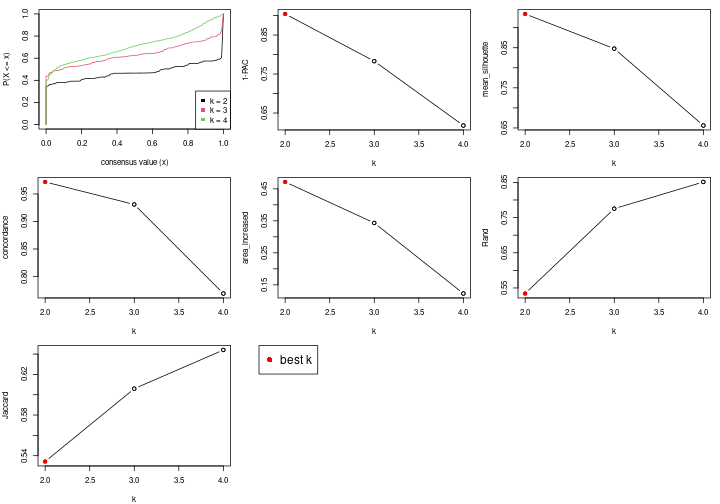 P(X <= x)
0.0 0.2 0.4 0.6 0.8 1.0
k = 2
k = 3
k = 4
0.0 0.2 0.4 0.6 0.8 1.0
consensus value (x)
1-PAC
0.65 0.75 0.85
2.0 2.5 3.0 3.5 4.0
k
mean_silhouette
0.65 0.75 0.85
2.0 2.5 3.0 3.5 4.0
k
concordance
0.80 0.85 0.90 0.95
2.0 2.5 3.0 3.5 4.0
k
area_increased
0.15 0.25 0.35 0.45
2.0 2.5 3.0 3.5 4.0
k
Rand
0.55 0.65 0.75 0.85
2.0 2.5 3.0 3.5 4.0
k
Jaccard
0.54 0.58 0.62
2.0 2.5 3.0 3.5 4.0
k
best k